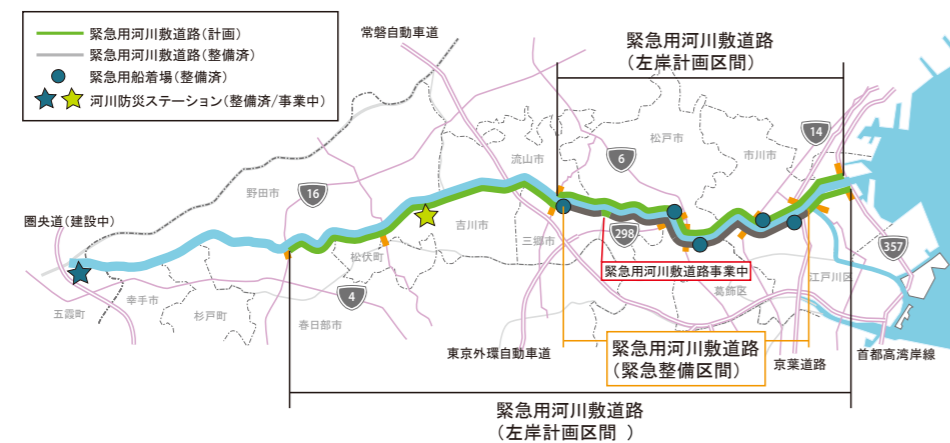 緊急用河川敷道路(計画)
緊急用河川敷道路(整備済)
緊急用船着場(整備済)
河川防災ステーション(整備済/事業中)
常磐自動車道
緊急用河川敷道路
(左岸計画区間)
14
松戸市
6
市川市
流山市
野田市
16
圏央道(建設中)
吉川市
三郷市
298
松伏町
357
緊急用河川敷道路事業中
江戸川区
葛飾区
幸手市
4
五霞町
杉戸町
春日部市
東京外環自動車道
緊急用河川敷道路
(緊急整備区間)
京葉道路
首都高湾岸線
緊急用河川敷道路
(左岸計画区間 )